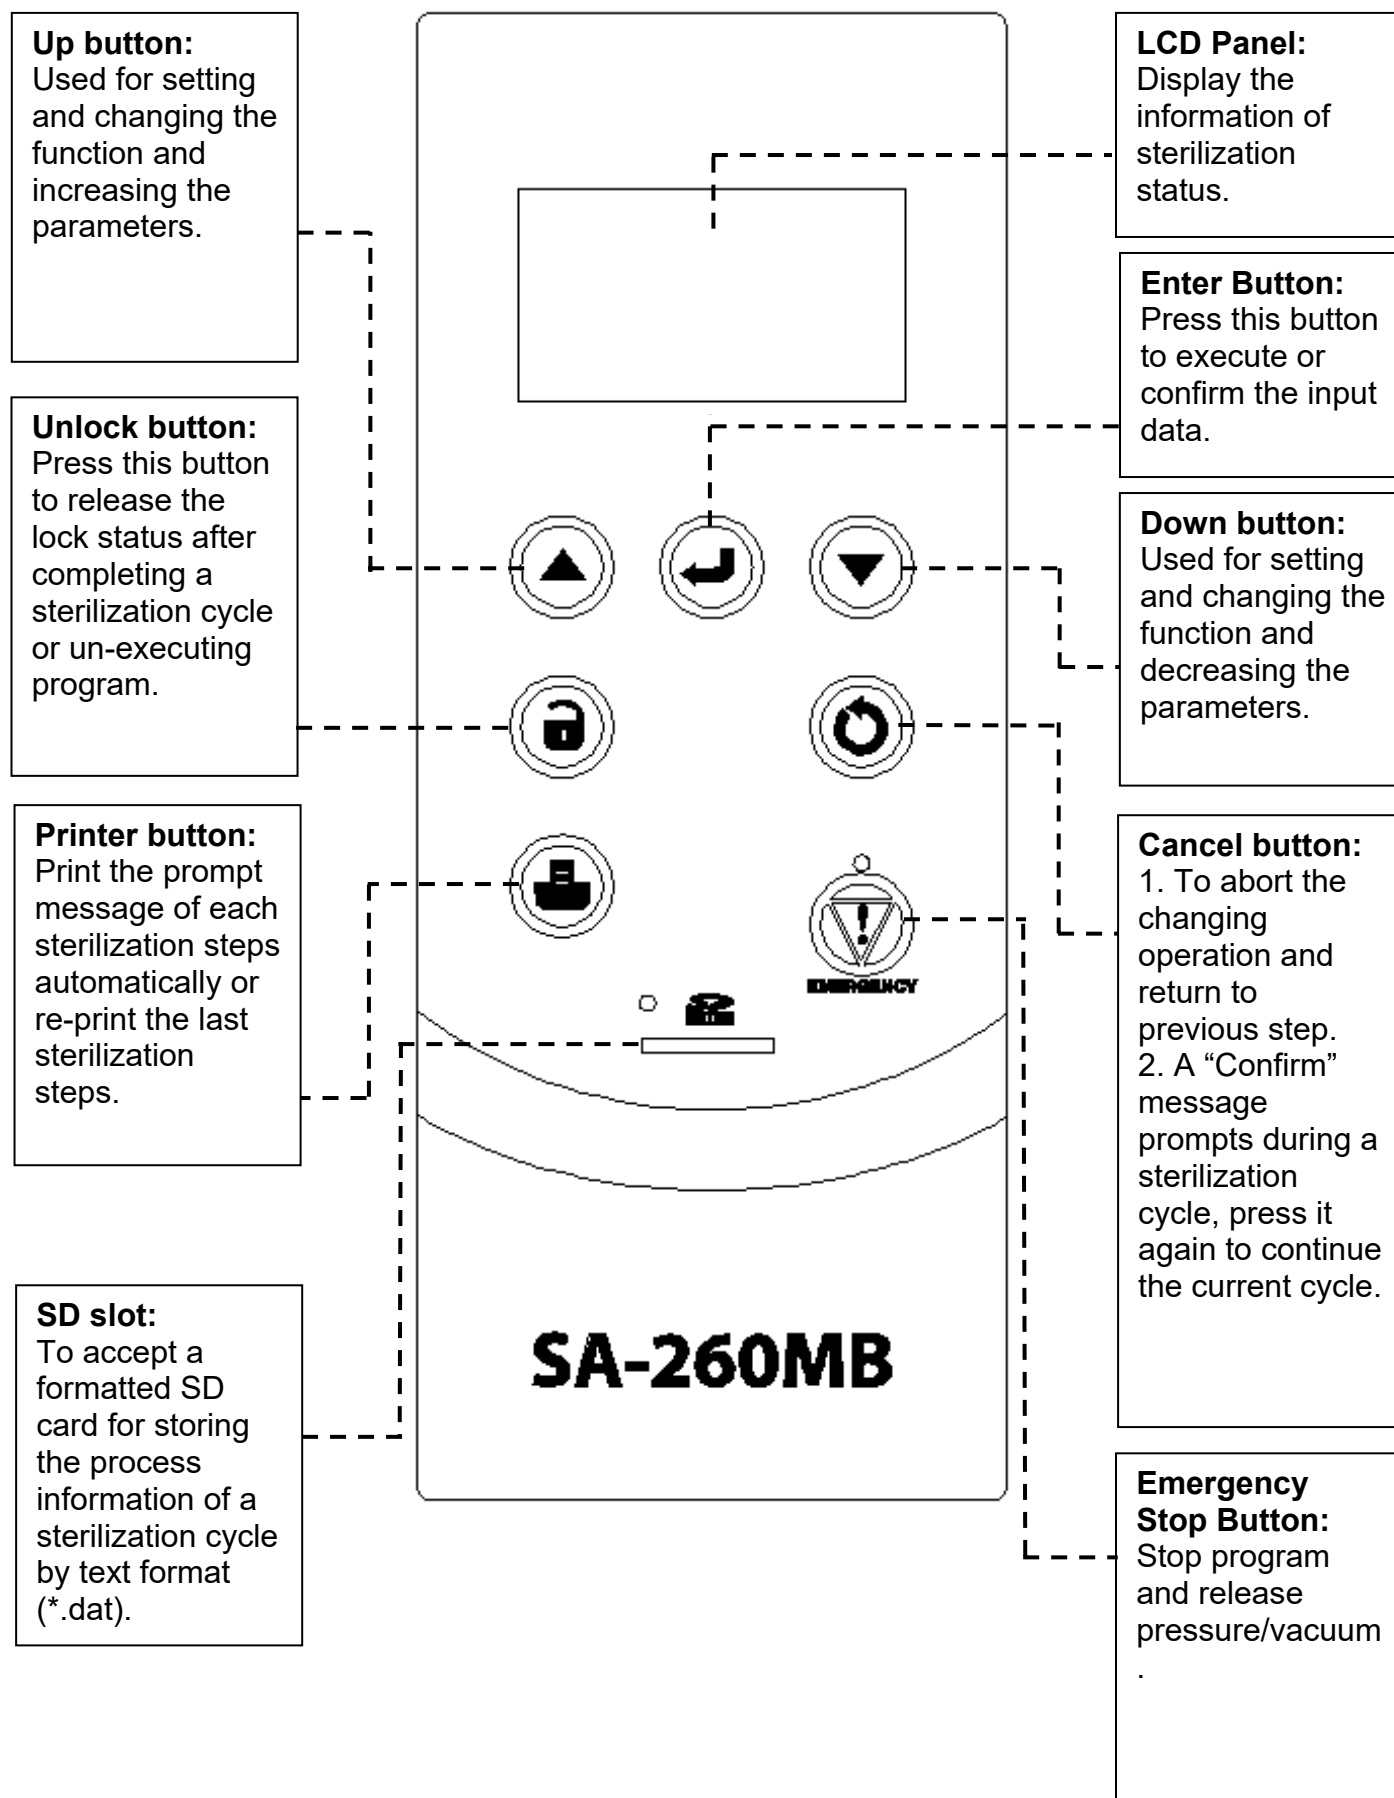 Up button:
Used for setting
and changing the
function and
increasing the
parameters.
Unlock button:
Press this button
to release the
lock status after
completing a
sterilization cycle
or un-executing
program.
Printer button:
Print the prompt
message of each
sterilization steps
automatically or
re-print the last
sterilization
steps.
SD slot:
To accept a
formatted SD
card for storing
the process
information of a
sterilization cycle
by text format
(*.dat).
EMERGENCY
SA-260MB
LCD Panel:
Display the
information of
sterilization
status.
Enter Button:
Press this button
to execute or
confirm the input
data.
Down button:
Used for setting
and changing the
function and
decreasing the
parameters.
Cancel button:
1. To abort the
changing
operation and
return to
previous step.
2. A “Confirm”
message
prompts during a
sterilization
cycle, press it
again to continue
the current cycle.
Emergency
Stop Button:
Stop program
and release
pressure/vacuum
.